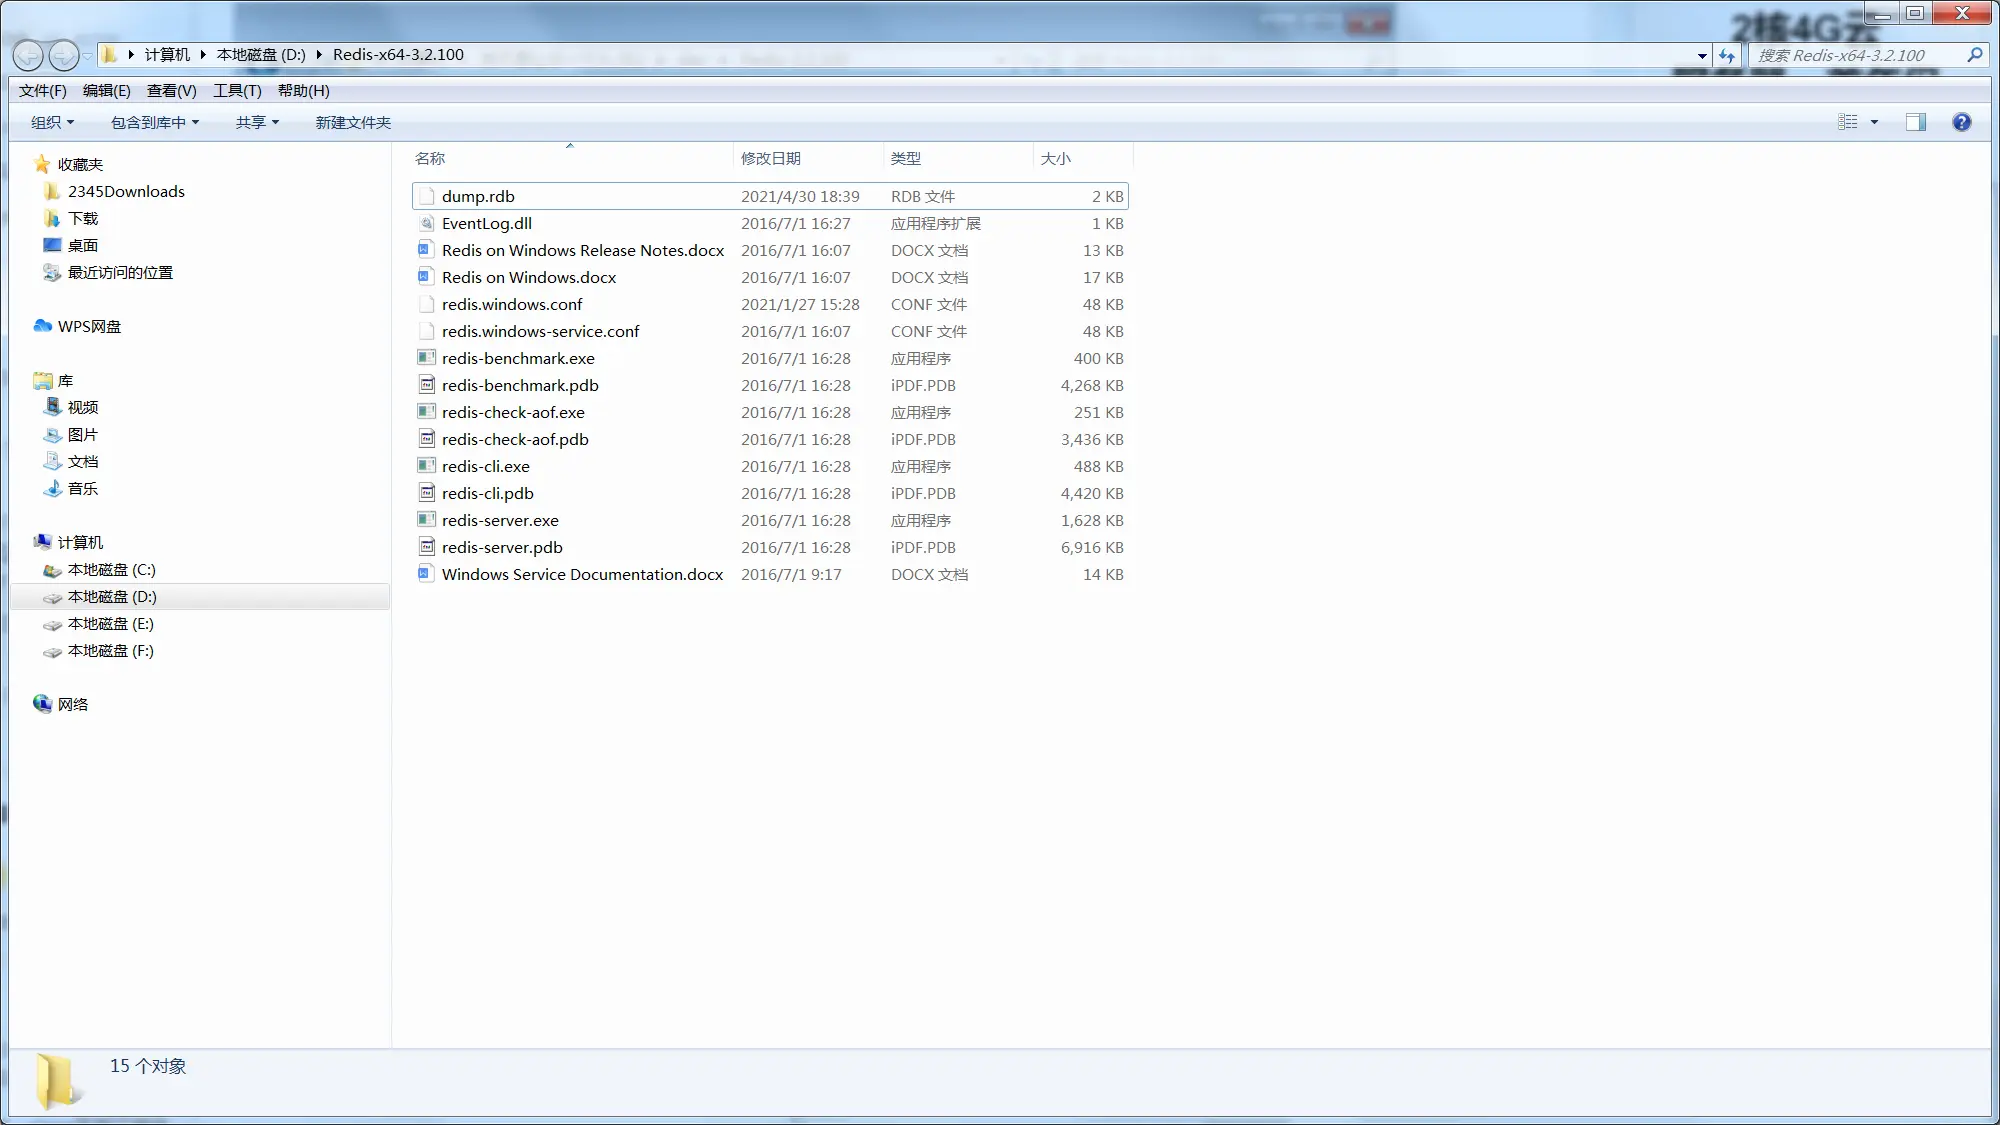 2核4G云
计算机 本地磁盘 (D:) Redis-x64-3.2.100
搜索 Redis-x64-3.2.100
文件(F) 编辑(E) 查看(V) 工具(T) 帮助(H)
组织 包含到库中 共享 新建文件夹
收藏夹
2345Downloads
下载
桌面
最近访问的位置
WPS网盘
库
视频
图片
文档
音乐
计算机
本地磁盘 (C:)
本地磁盘 (D:)
本地磁盘 (E:)
本地磁盘 (F:)
网络
名称 修改日期 类型 大小
dump.rdb 2021/4/30 18:39 RDB 文件 2 KB
EventLog.dll 2016/7/1 16:27 应用程序扩展 1 KB
Redis on Windows Release Notes.docx 2016/7/1 16:07 DOCX 文档 13 KB
Redis on Windows.docx 2016/7/1 16:07 DOCX 文档 17 KB
redis.windows.conf 2021/1/27 15:28 CONF 文件 48 KB
redis.windows-service.conf 2016/7/1 16:07 CONF 文件 48 KB
redis-benchmark.exe 2016/7/1 16:28 应用程序 400 KB
redis-benchmark.pdb 2016/7/1 16:28 iPDF.PDB 4,268 KB
redis-check-aof.exe 2016/7/1 16:28 应用程序 251 KB
redis-check-aof.pdb 2016/7/1 16:28 iPDF.PDB 3,436 KB
redis-cli.exe 2016/7/1 16:28 应用程序 488 KB
redis-cli.pdb 2016/7/1 16:28 iPDF.PDB 4,420 KB
redis-server.exe 2016/7/1 16:28 应用程序 1,628 KB
redis-server.pdb 2016/7/1 16:28 iPDF.PDB 6,916 KB
Windows Service Documentation.docx 2016/7/1 9:17 DOCX 文档 14 KB
15 个对象